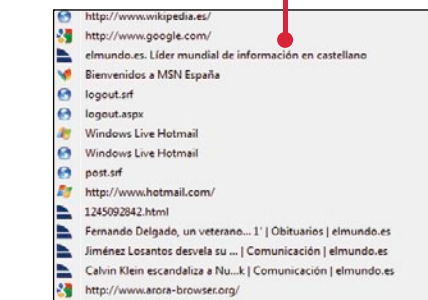 http://www.wikipedia.es/
http://www.google.com/
elmundo.es. Líder mundial de información en castellano
Bienvenidos a MSN España
logout.srf
logout.aspx
Windows Live Hotmail
Windows Live Hotmail
post.srf
http://www.hotmail.com/
1245092842.html
Fernando Delgado, un veterano... 1' | Obituarios | elmundo.es
Jiménez Losantos desvela su ... | Comunicación | elmundo.es
Calvin Klein escandaliza a Nu...k | Comunicación | elmundo.es
http://www.arora-browser.org/